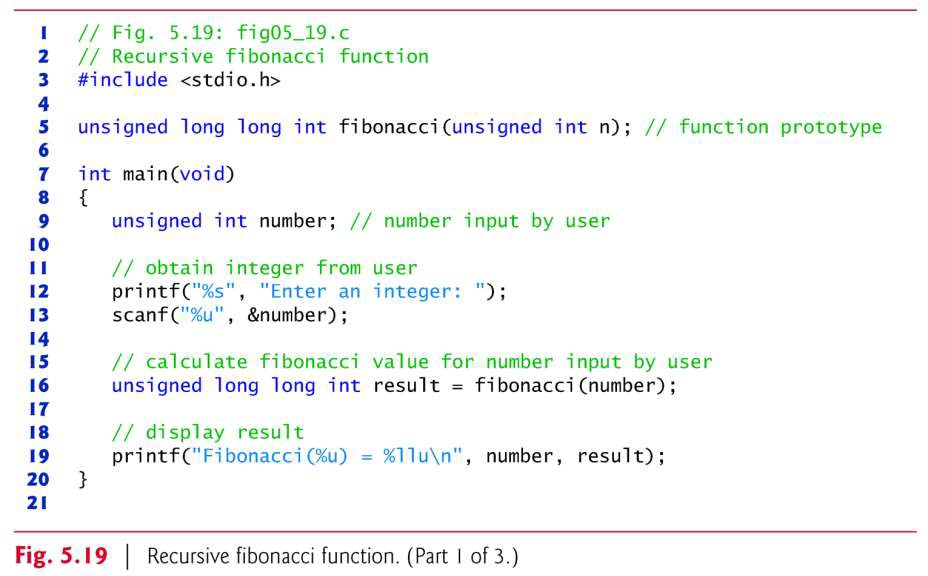 1 // Fig. 5.19: fig05_19.c
2 // Recursive fibonacci function
3 #include <stdio.h>
4
5 unsigned long long int fibonacci(unsigned int n); // function prototype
6
7 int main(void)
8 {
9    unsigned int number; // number input by user
10
11    // obtain integer from user
12    printf("%s", "Enter an integer: ");
13    scanf("%u", &number);
14
15    // calculate fibonacci value for number input by user
16    unsigned long long int result = fibonacci(number);
17
18    // display result
19    printf("Fibonacci(%u) = %llu\n", number, result);
20 }
21
Fig. 5.19 | Recursive fibonacci function. (Part 1 of 3.)